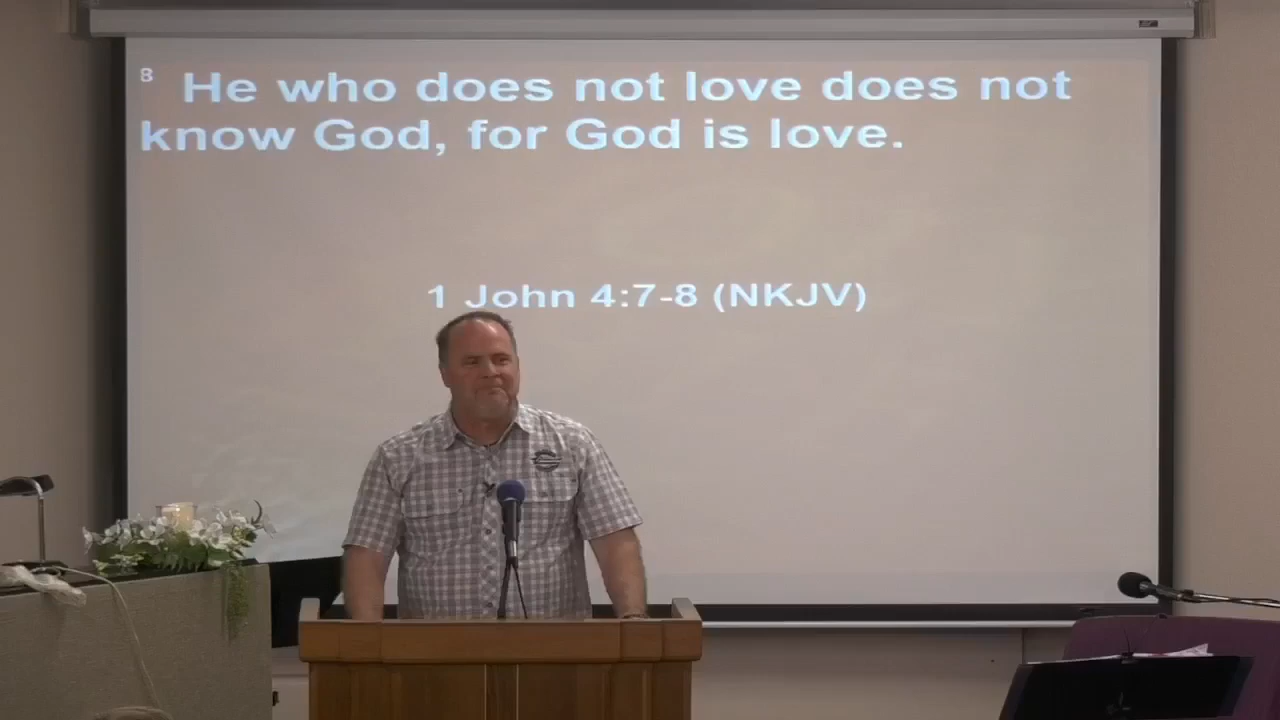 8 He who does not love does not
know God, for God is love.
1 John 4:7-8 (NKJV)